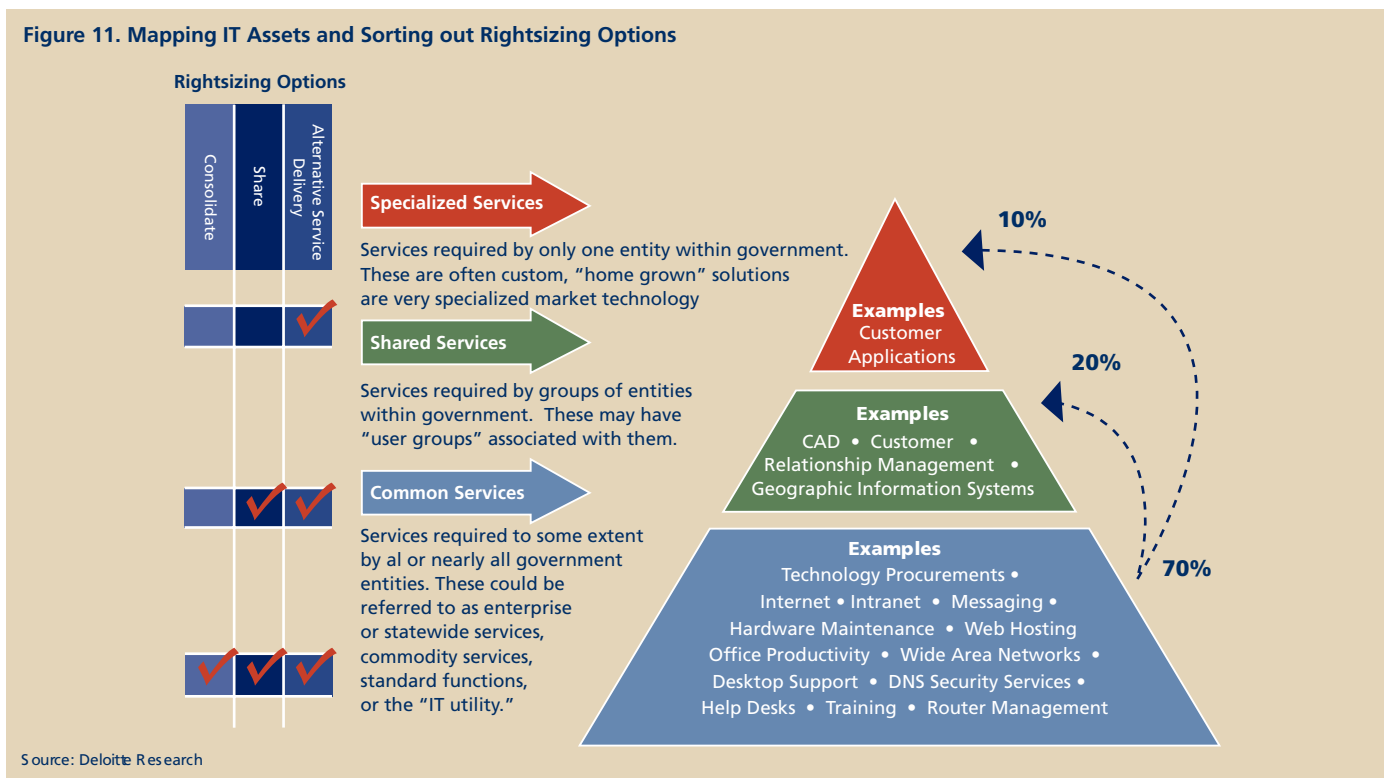 Figure 11. Mapping IT Assets and Sorting out Rightsizing Options
Rightsizing Options
Consolidate
Share
Alternative Service
Delivery
Specialized Services
Services required by only one entity within government.
These are often custom, “home grown” solutions
are very specialized market technology
Shared Services
Services required by groups of entities
within government. These may have
“user groups” associated with them.
Common Services
Services required to some extent
by al or nearly all government
entities. These could be
referred to as enterprise
or statewide services,
commodity services,
standard functions,
or the “IT utility.”
10%
Examples
Customer
Applications
20%
Examples
CAD • Customer •
Relationship Management •
Geographic Information Systems
70%
Examples
Technology Procurements •
Internet • Intranet • Messaging •
Hardware Maintenance • Web Hosting
Office Productivity • Wide Area Networks •
Desktop Support • DNS Security Services •
Help Desks • Training • Router Management
Source: Deloitte Research